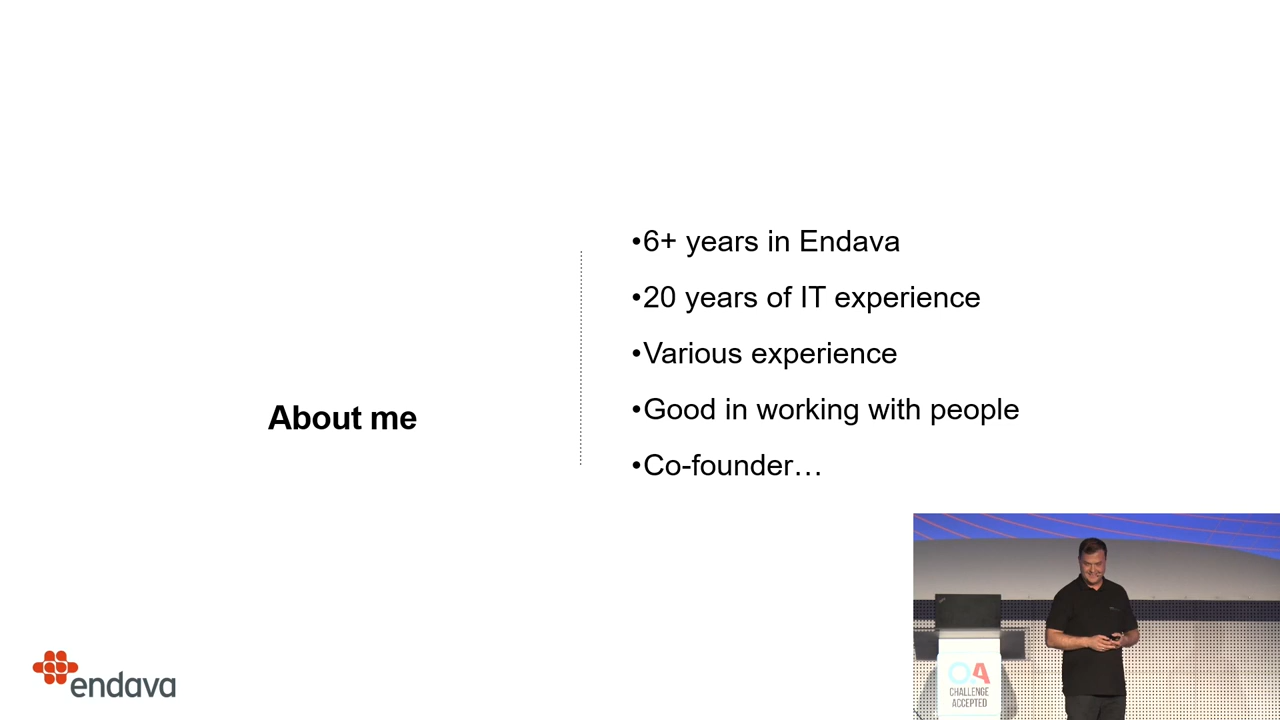 •6+ years in Endava
•20 years of IT experience
•Various experience
•Good in working with people
•Co-founder…
About me
endava
QA
CHALLENGE
ACCEPTED